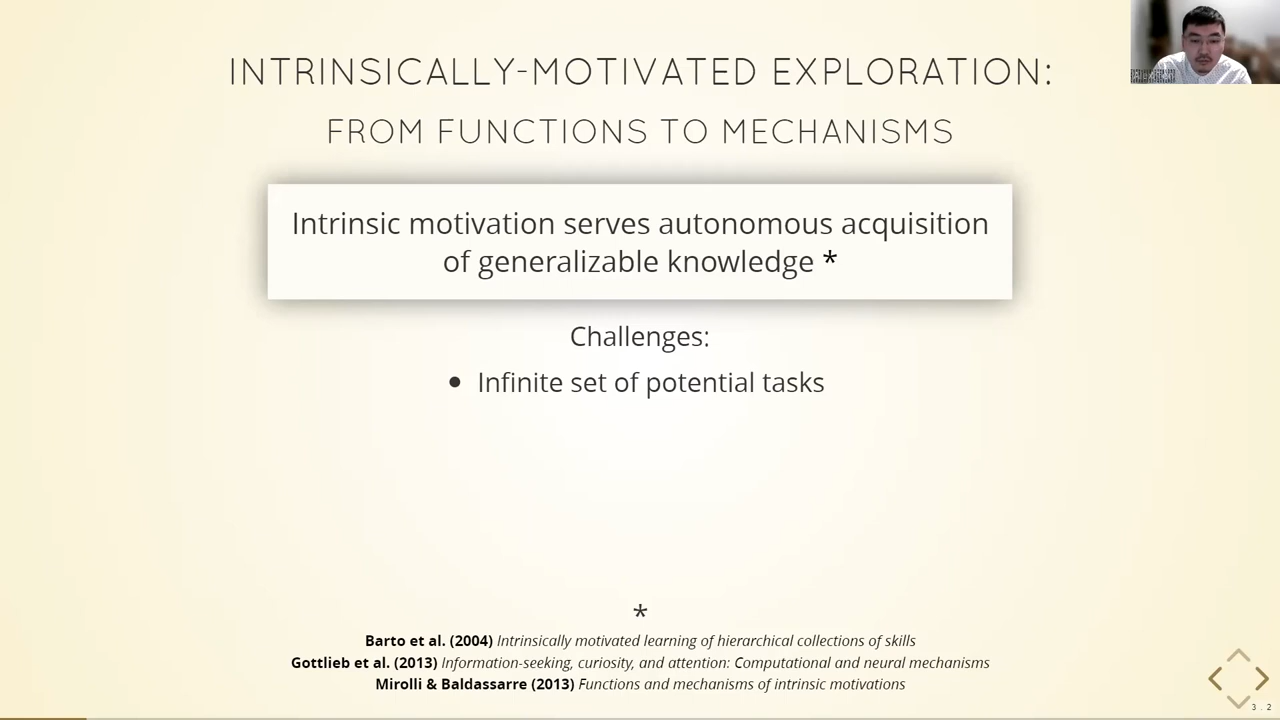 INTRINSICALLY-MOTIVATED EXPLORATION:
FROM FUNCTIONS TO MECHANISMS
Intrinsic motivation serves autonomous acquisition
of generalizable knowledge *
Challenges:
• Infinite set of potential tasks
*
Barto et al. (2004) Intrinsically motivated learning of hierarchical collections of skills
Gottlieb et al. (2013) Information-seeking, curiosity, and attention: Computational and neural mechanisms
Mirolli & Baldassarre (2013) Functions and mechanisms of intrinsic motivations
3 . 2